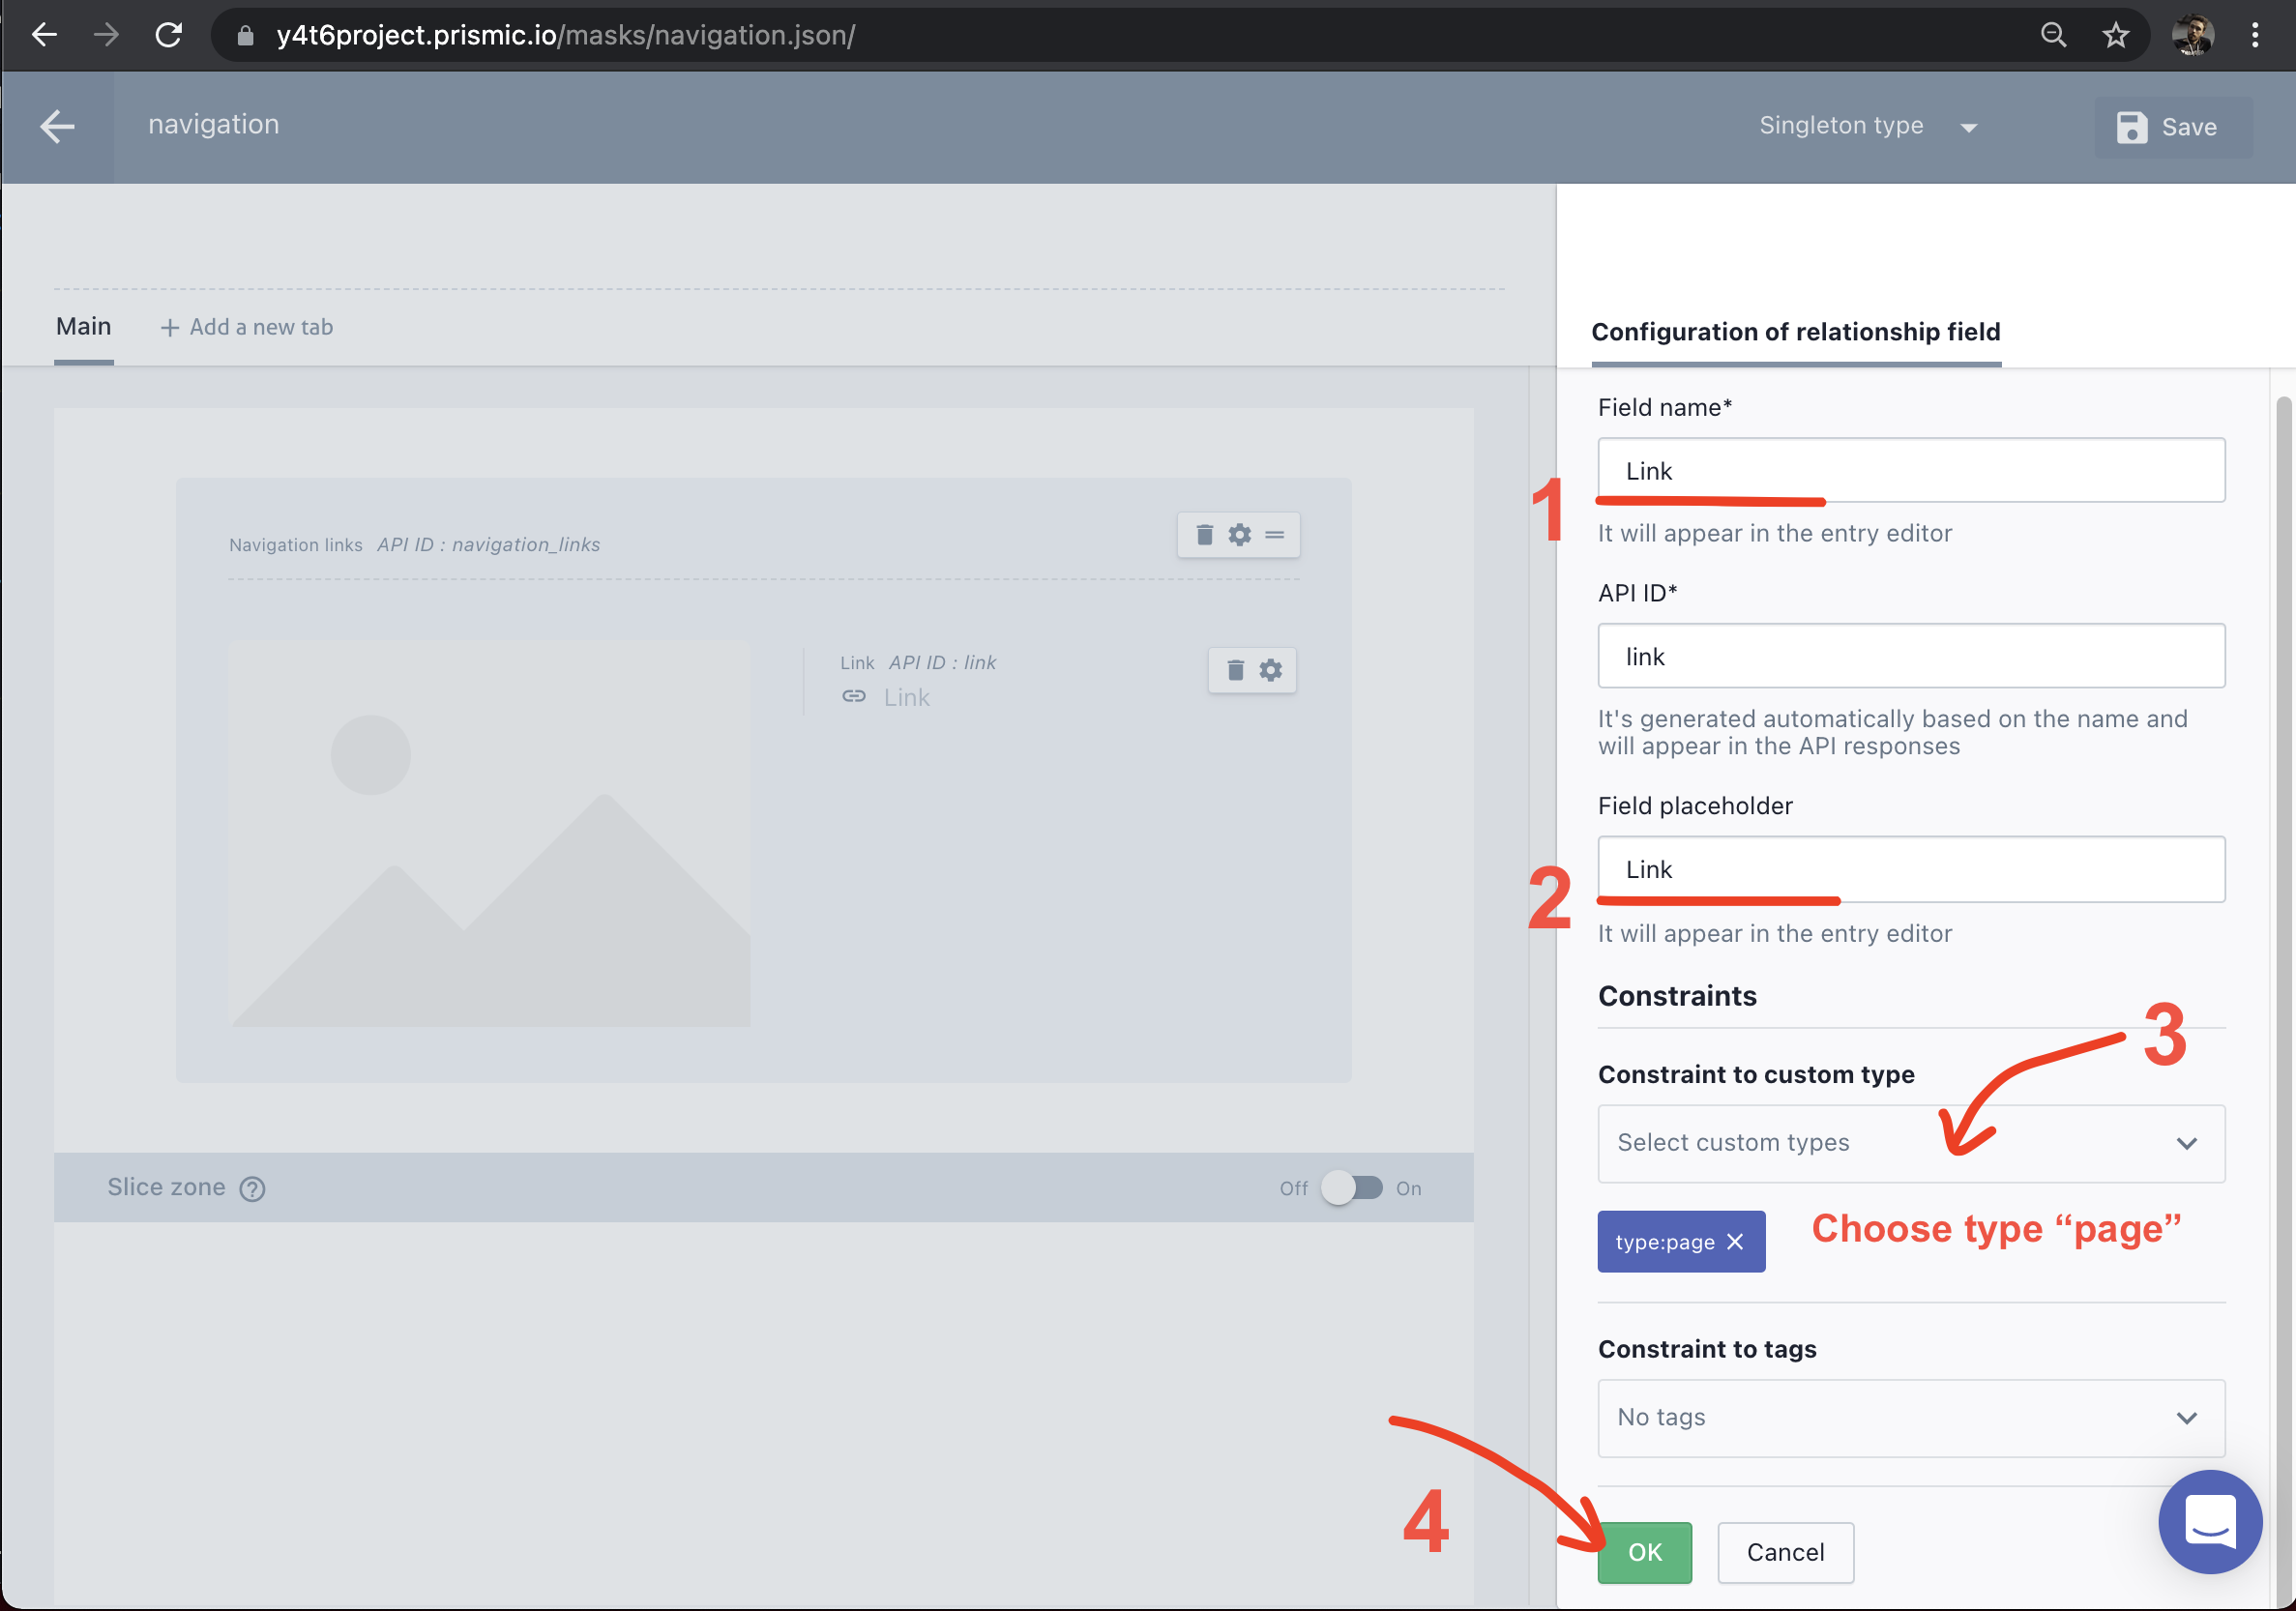 y4t6project.prismic.io/masks/navigation.json/
navigation
Singleton type
Save
Main
+ Add a new tab
Navigation links API ID : navigation_links
Link API ID : link
Link
Slice zone ?
Off
On
Configuration of relationship field
Field name*
1
Link
It will appear in the entry editor
API ID*
link
It's generated automatically based on the name and
will appear in the API responses
Field placeholder
2
Link
It will appear in the entry editor
Constraints
3
Constraint to custom type
Select custom types
type:page
Choose type “page”
Constraint to tags
No tags
4
OK
Cancel